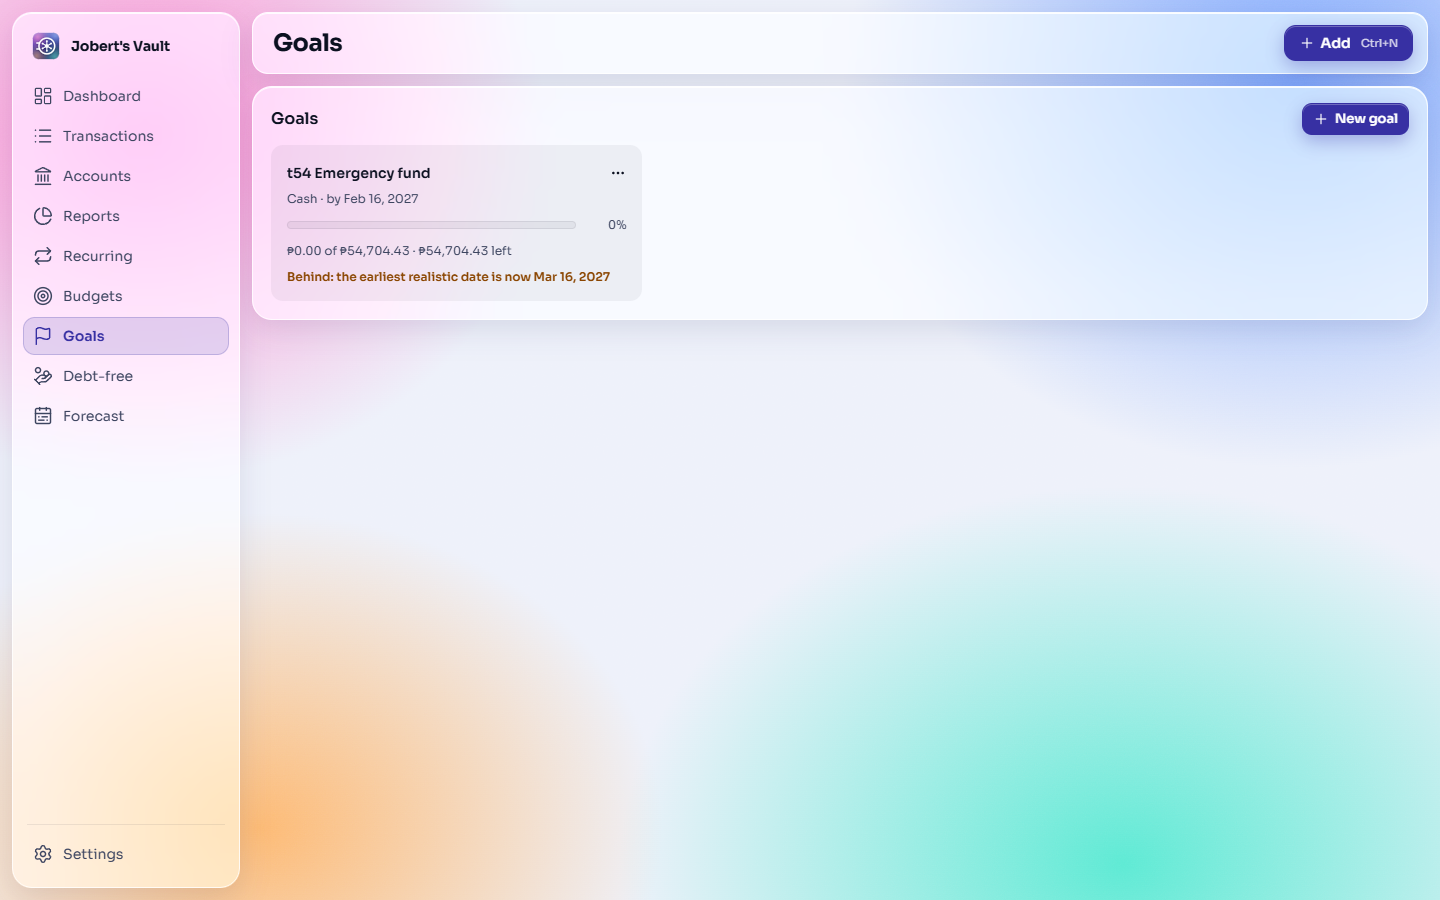 Jobert's Vault
Dashboard
Transactions
Accounts
Reports
Recurring
Budgets
Goals
Debt-free
Forecast
Settings
Goals
Add Ctrl+N
Goals
New goal
t54 Emergency fund
Cash · by Feb 16, 2027
0%
₱0.00 of ₱54,704.43 · ₱54,704.43 left
Behind: the earliest realistic date is now Mar 16, 2027